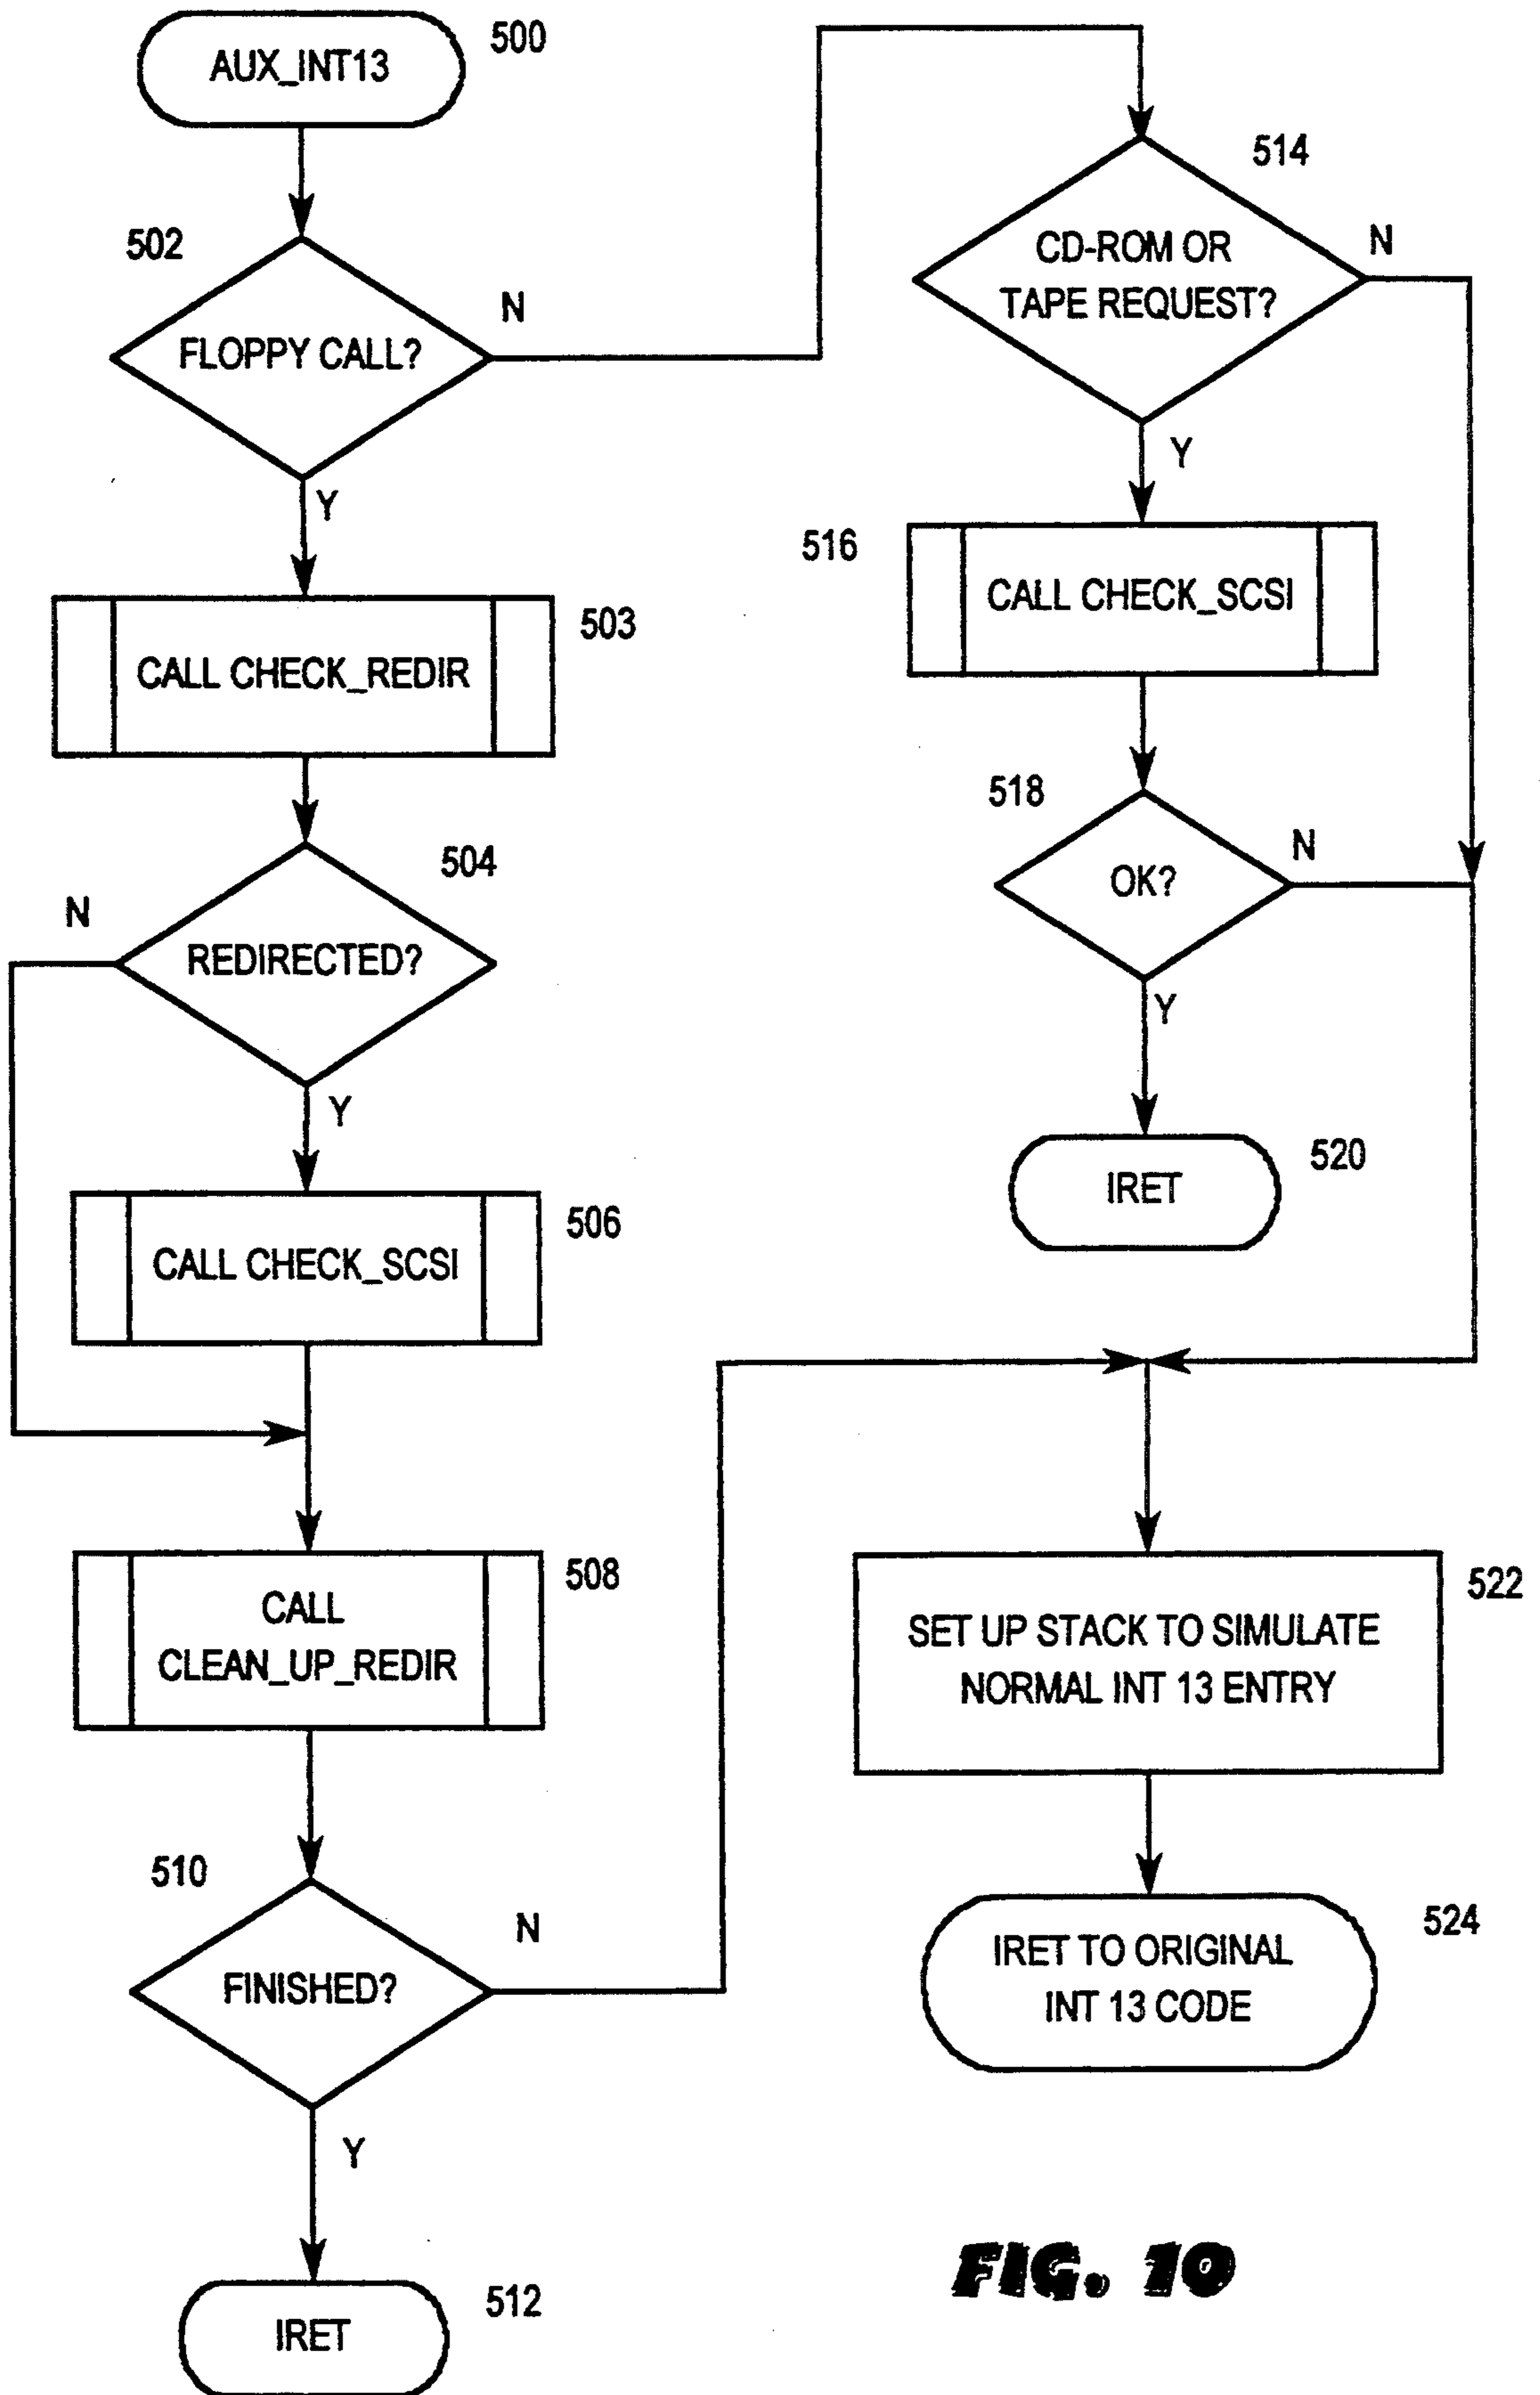 AUX_INT13
500
502
FLOPPY CALL?
N
Y
CALL CHECK_REDIR
503
504
N
REDIRECTED?
Y
CALL CHECK_SCSI
506
CALL
CLEAN_UP_REDIR
508
510
FINISHED?
N
Y
IRET
512
514
CD-ROM OR
TAPE REQUEST?
N
Y
516
CALL CHECK_SCSI
518
OK?
N
Y
IRET
520
SET UP STACK TO SIMULATE
NORMAL INT 13 ENTRY
522
IRET TO ORIGINAL
INT 13 CODE
524
FIG. 10